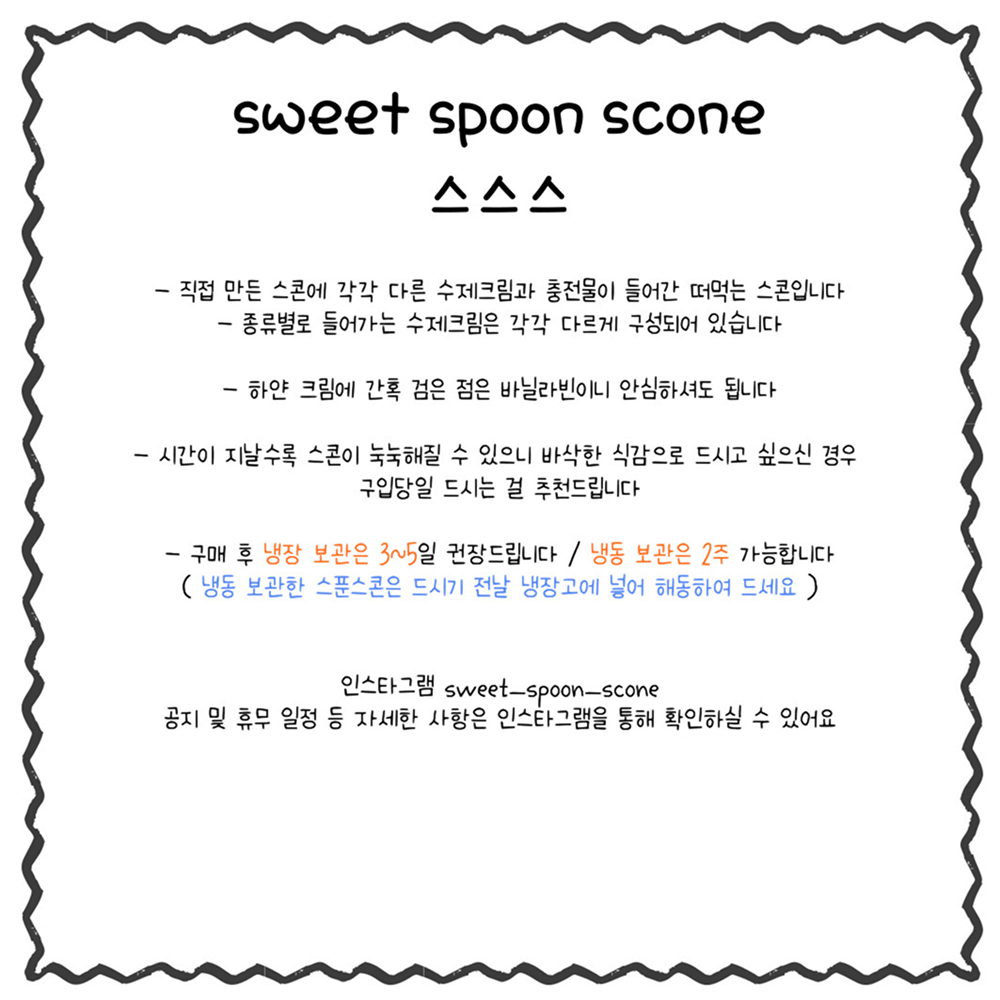 sweet spoon scone
스스스
- 직접 만든 스콘에 각각 다른 수제크림과 충전물이 들어간 떠먹는 스콘입니다
- 종류별로 들어가는 수제크림은 각각 다르게 구성되어 있습니다
- 하얀 크림에 간혹 검은 점은 바닐라빈이니 안심하셔도 됩니다
- 시간이 지날수록 스콘이 눅눅해질 수 있으니 바삭한 식감으로 드시고 싶으신 경우
구입당일 드시는 걸 추천드립니다
- 구매 후 냉장 보관은 3~5일 권장드립니다 / 냉동 보관은 2주 가능합니다
( 냉동 보관한 스푼스콘은 드시기 전날 냉장고에 넣어 해동하여 드세요 )
인스타그램 sweet_spoon_scone
공지 및 휴무 일정 등 자세한 사항은 인스타그램을 통해 확인하실 수 있어요